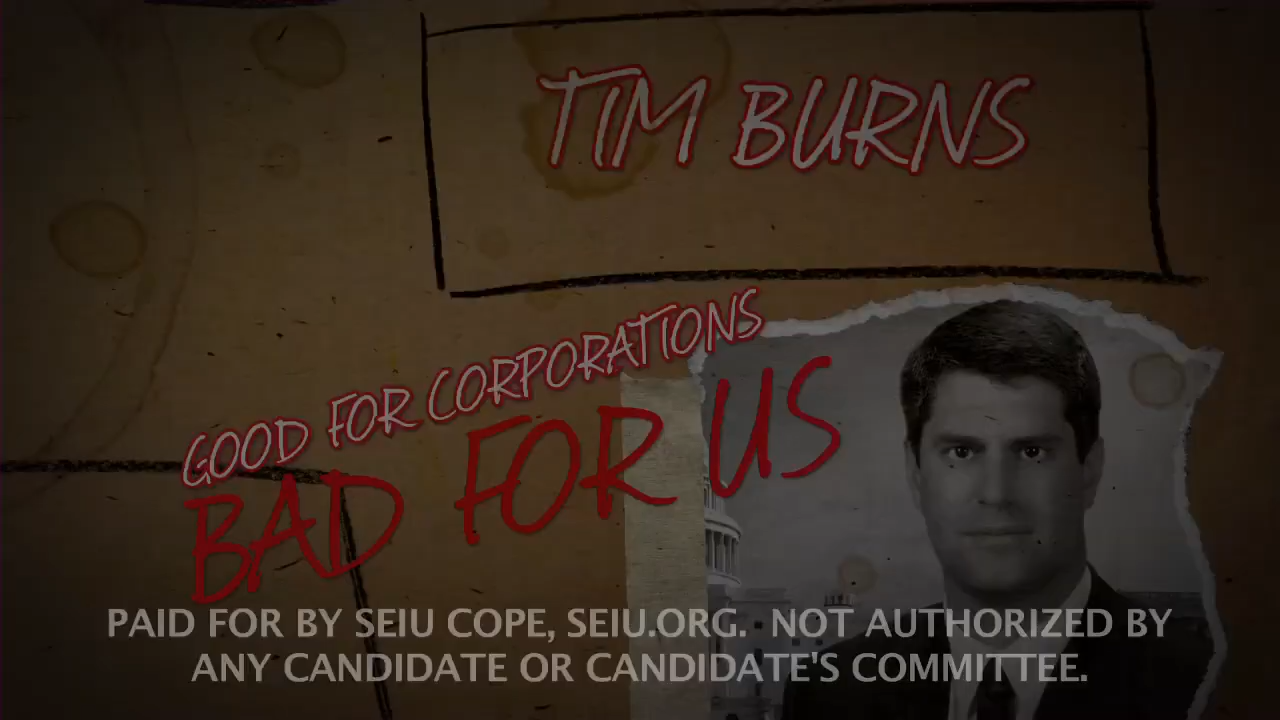 TIM BURNS
GOOD FOR CORPORATIONS
BAD FOR US
PAID FOR BY SEIU COPE, SEIU.ORG. NOT AUTHORIZED BY
ANY CANDIDATE OR CANDIDATE'S COMMITTEE.